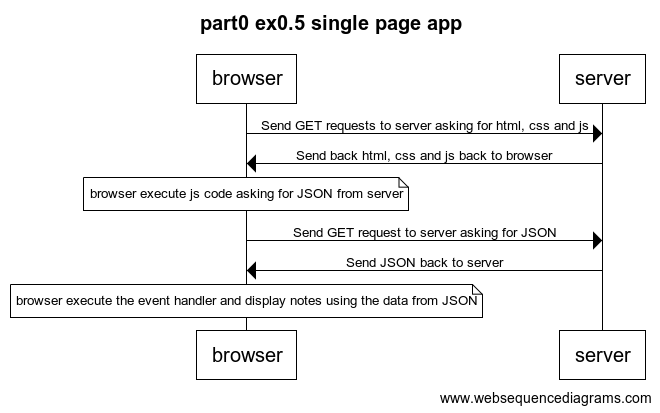 part0 ex0.5 single page app
browser server
Send GET requests to server asking for html, css and js
Send back html, css and js back to browser
browser execute js code asking for JSON from server
Send GET request to server asking for JSON
Send JSON back to server
browser execute the event handler and display notes using the data from JSON
browser server
www.websequencediagrams.com